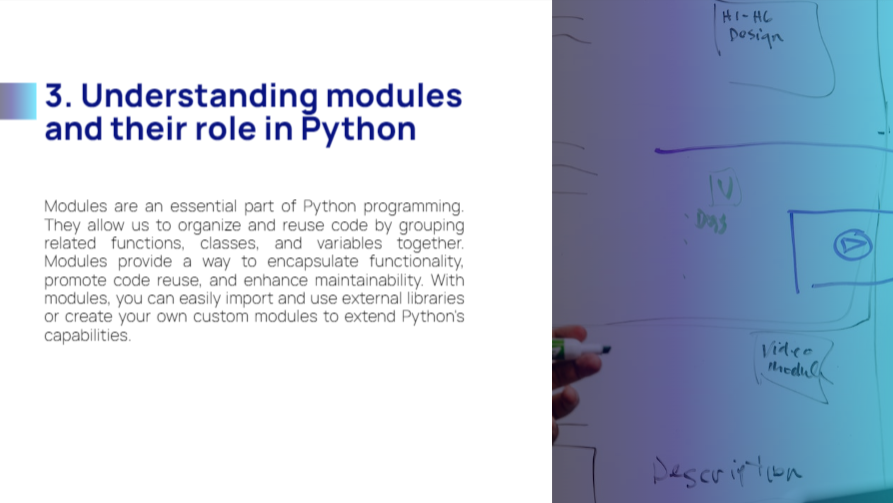 3. Understanding modules
and their role in Python
Modules are an essential part of Python programming.
They allow us to organize and reuse code by grouping
related functions, classes, and variables together.
Modules provide a way to encapsulate functionality,
promote code reuse, and enhance maintainability. With
modules, you can easily import and use external libraries
or create your own custom modules to extend Python's
capabilities.
Design
Video
Description